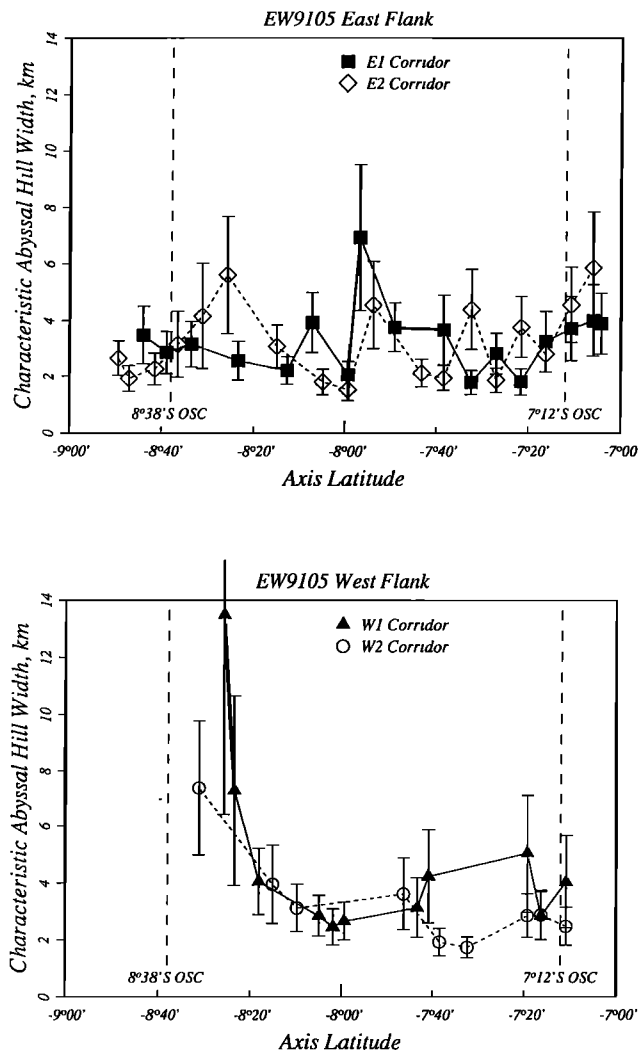 EW9105 East Flank
E1 Corridor
E2 Corridor
Characteristic Abyssal Hill Width, km
14
12
10
8
6
4
2
0
8°38'S OSC
7°12'S OSC
-9°00' -8°40' -8°20' -8°00' -7°40' -7°20' -7°00'
Axis Latitude
EW9105 West Flank
W1 Corridor
W2 Corridor
Characteristic Abyssal Hill Width, km
14
12
10
8
6
4
2
0
8°38'S OSC
7°12'S OSC
-9°00' -8°40' -8°20' -8°00' -7°40' -7°20' -7°00'
Axis Latitude